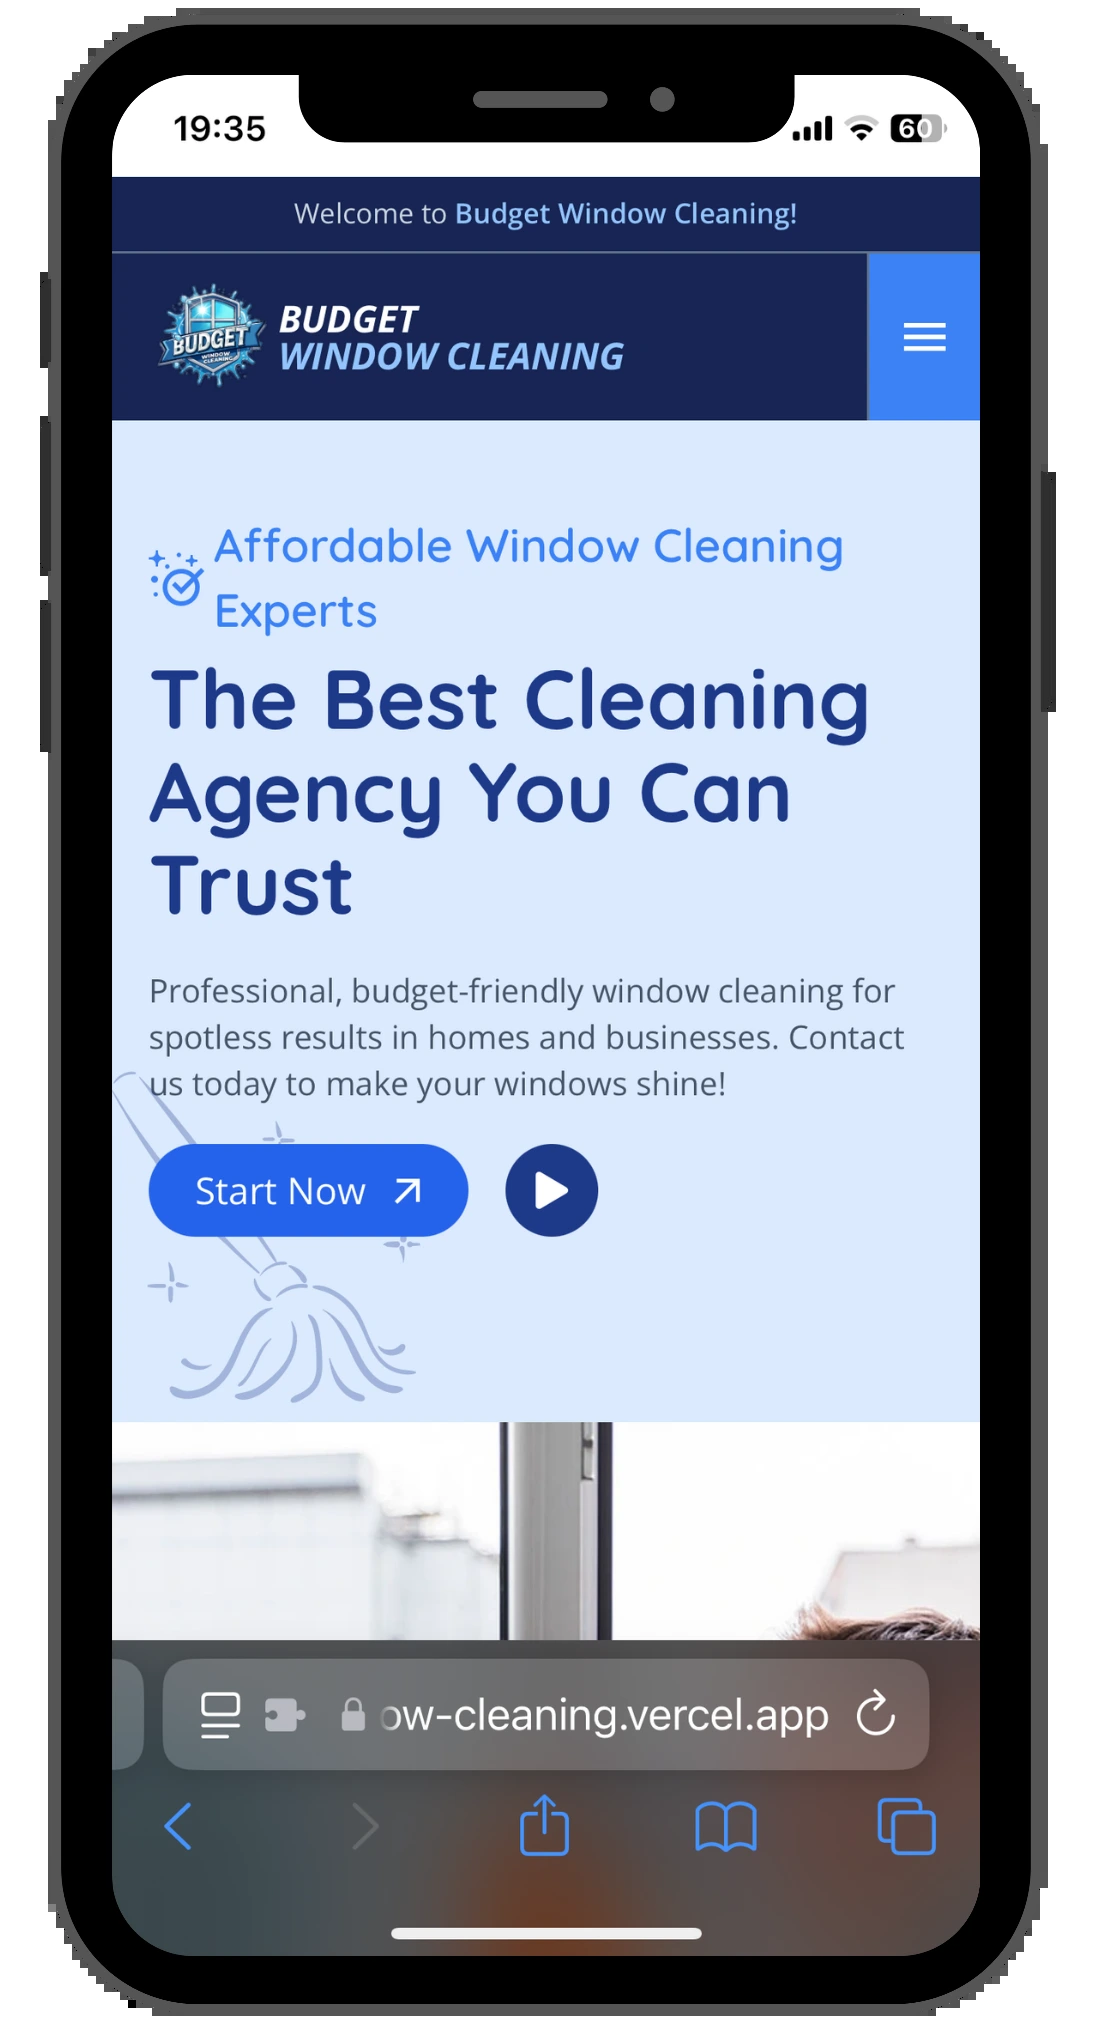 19:35
60
Welcome to Budget Window Cleaning!
BUDGET
WINDOW
CLEANING
BUDGET
WINDOW CLEANING
Affordable Window Cleaning
Experts
The Best Cleaning
Agency You Can
Trust
Professional, budget-friendly window cleaning for
spotless results in homes and businesses. Contact
us today to make your windows shine!
Start Now
ow-cleaning.vercel.app